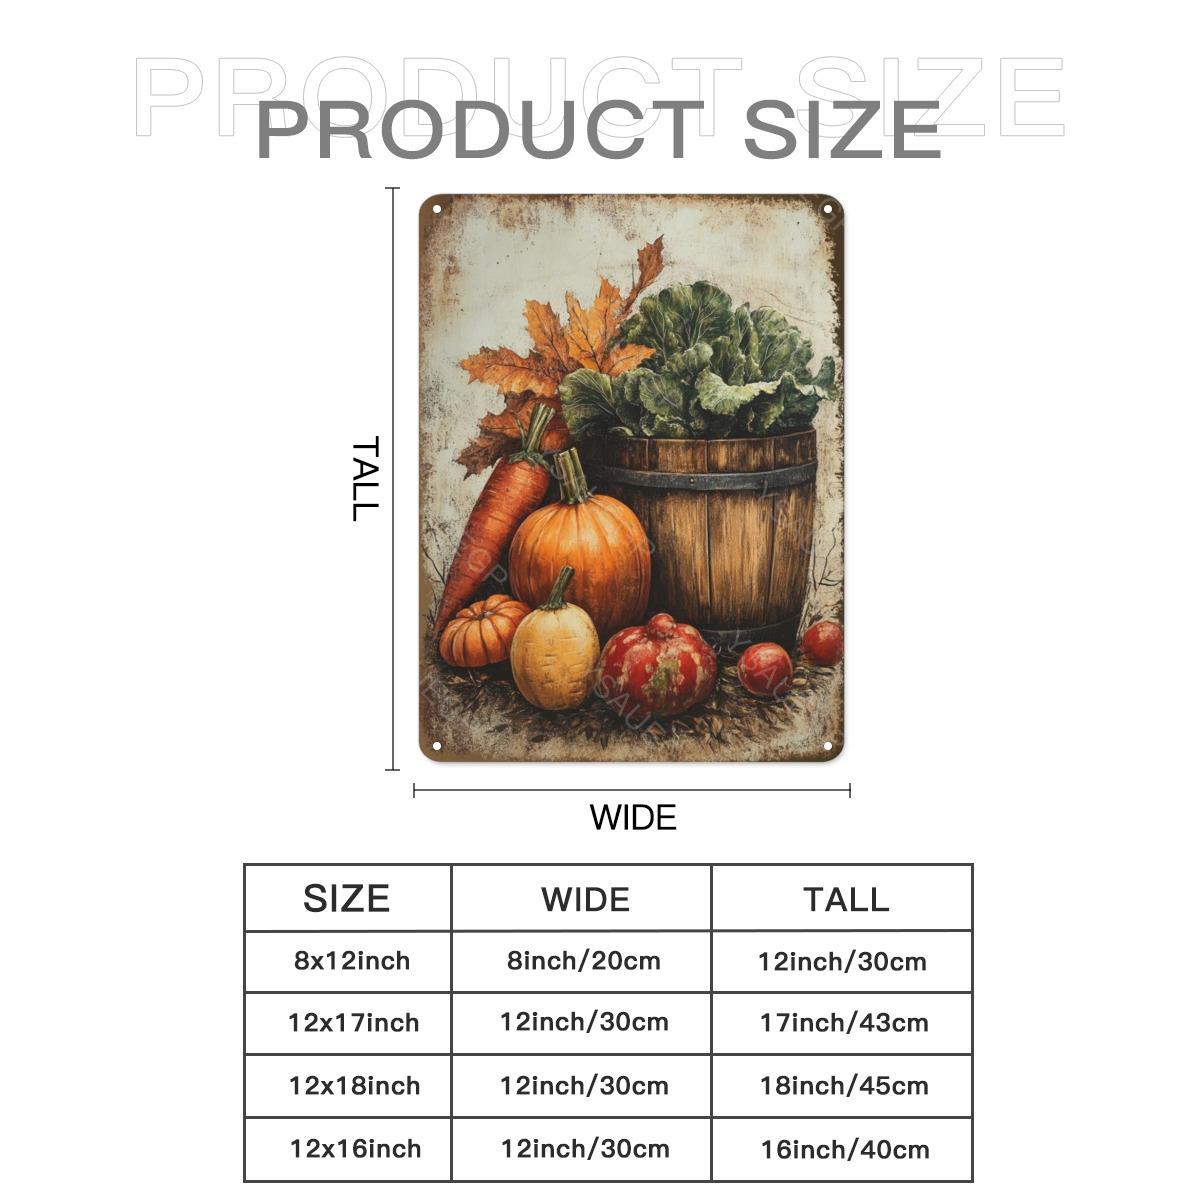 PRODUCT SIZE
PRODUCT SIZE
TALL
WIDE
SIZE WIDE TALL
8x12inch 8inch/20cm 12inch/30cm
12x17inch 12inch/30cm 17inch/43cm
12x18inch 12inch/30cm 18inch/45cm
12x16inch 12inch/30cm 16inch/40cm